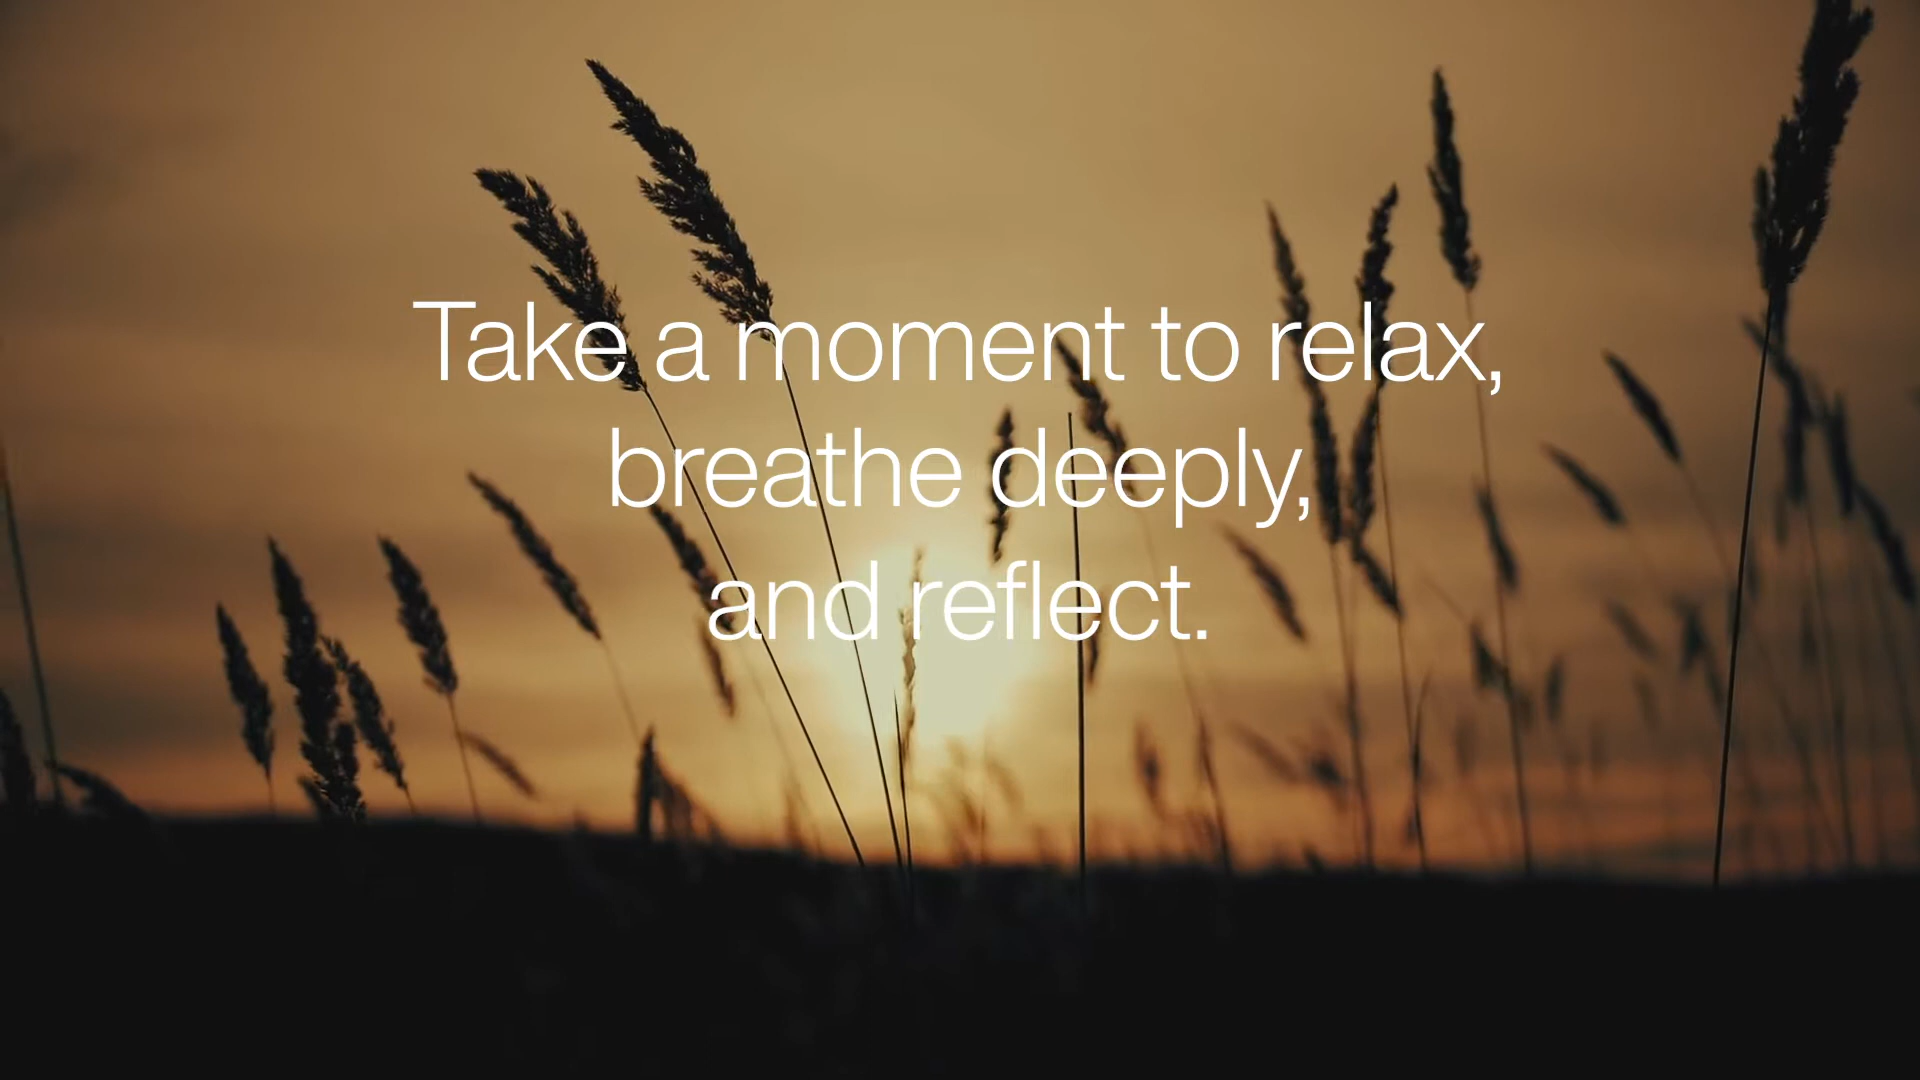 Take a moment to relax,
breathe deeply,
and reflect.